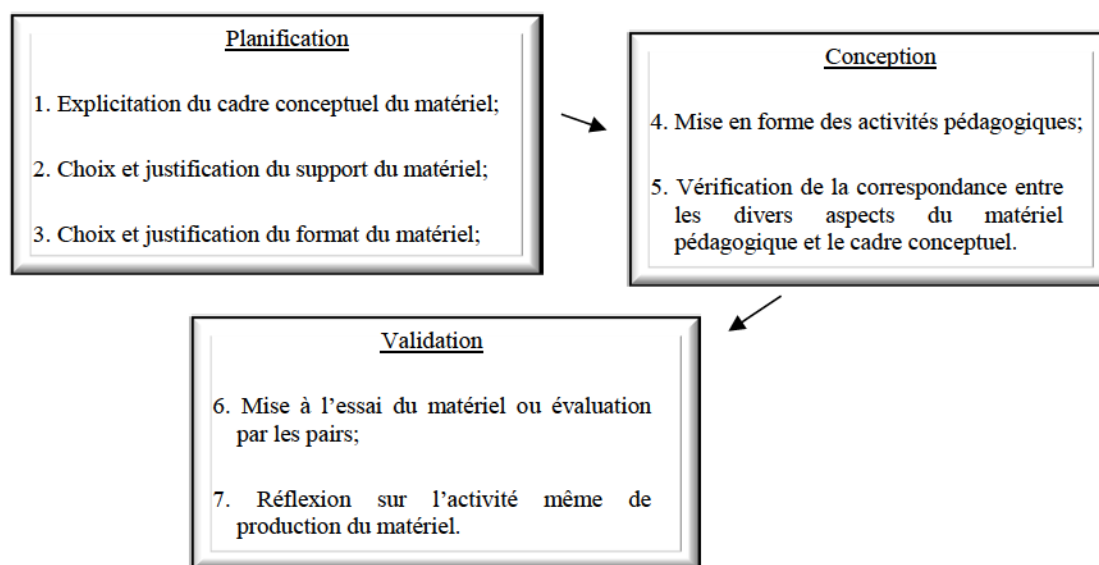 Planification
1. Explicitation du cadre conceptuel du matériel;
2. Choix et justification du support du matériel;
3. Choix et justification du format du matériel;
Conception
4. Mise en forme des activités pédagogiques;
5. Vérification de la correspondance entre
les divers aspects du matériel
pédagogique et le cadre conceptuel.
Validation
6. Mise à l’essai du matériel ou évaluation
par les pairs;
7. Réflexion sur l’activité même de
production du matériel.